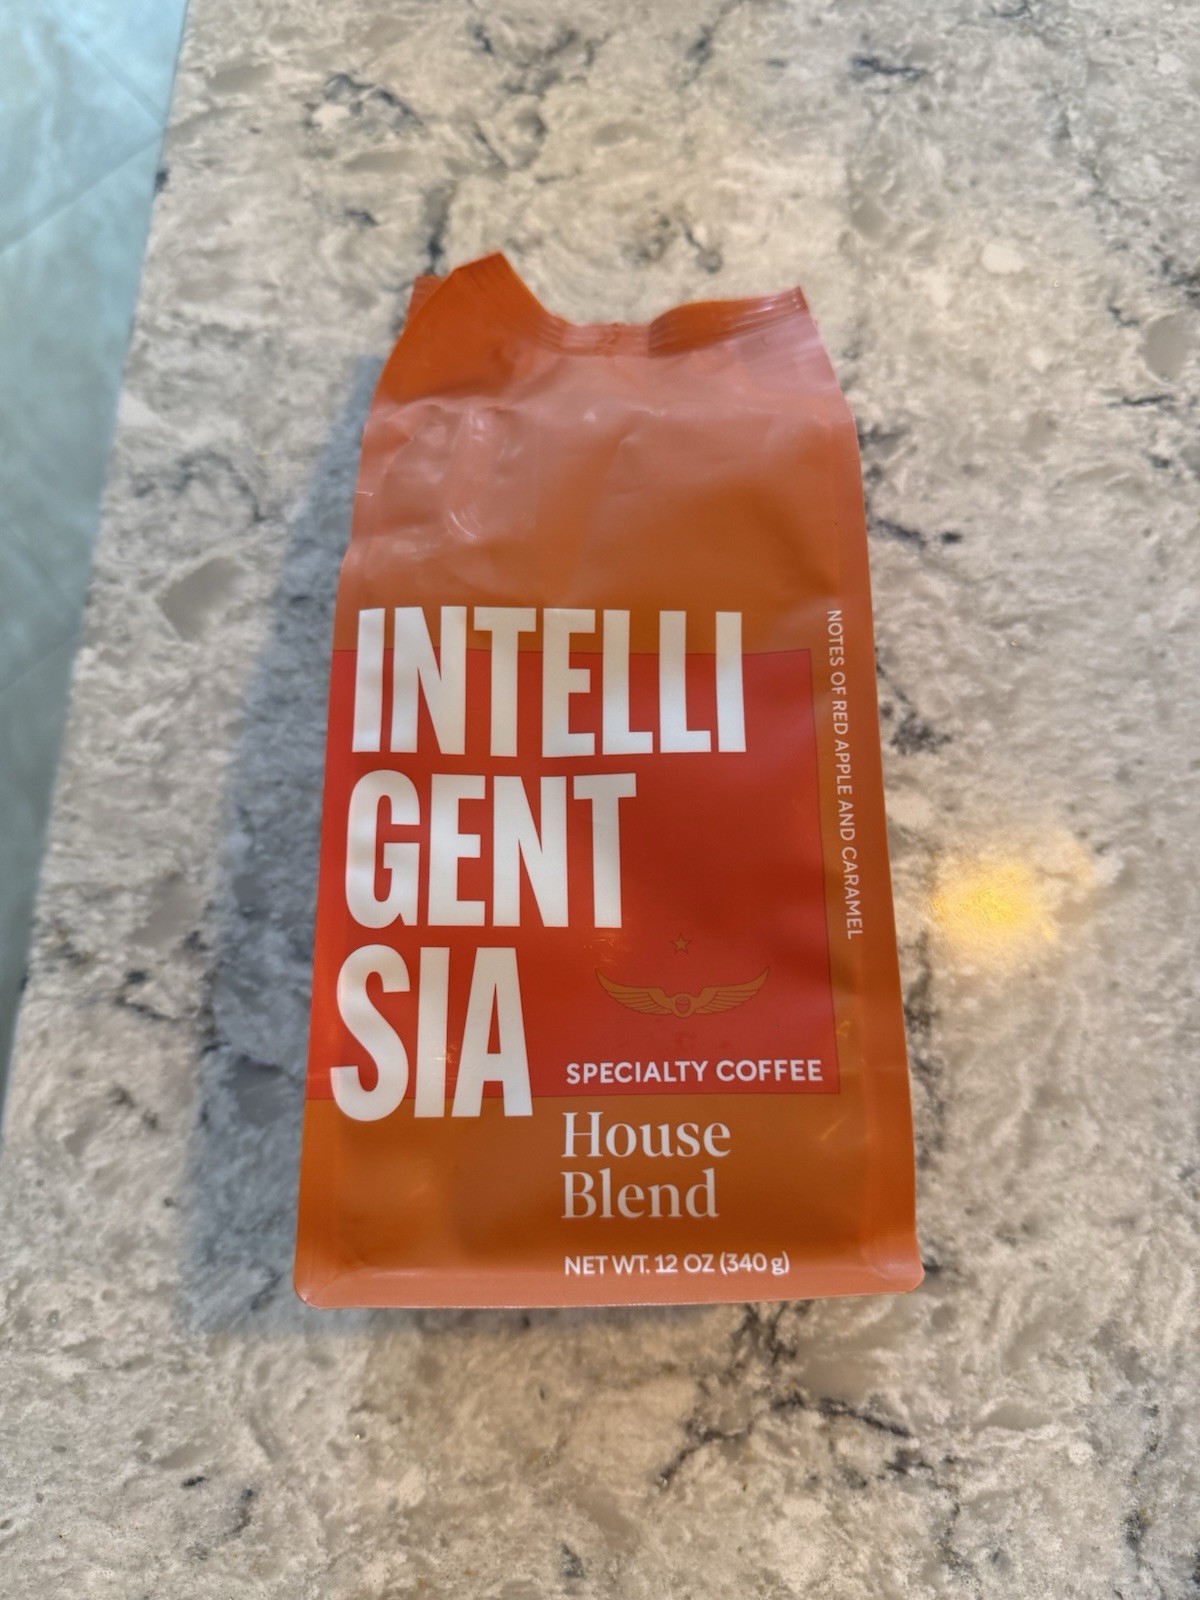 INTELLI
GENT
SIA
NOTES OF RED APPLE AND CARAMEL
SPECIALTY COFFEE
House
Blend
NET WT. 12 OZ (340 g)